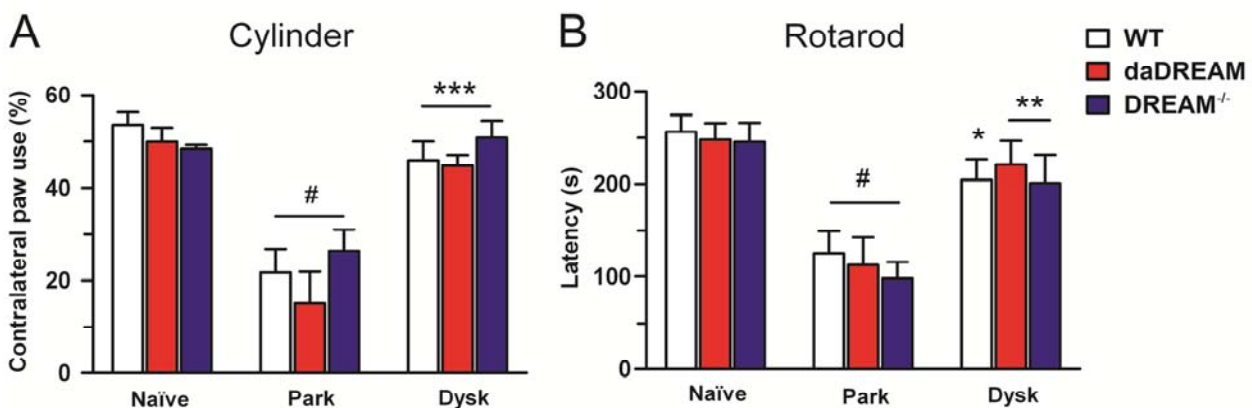 A
Cylinder
Contralateral paw use (%)
60
40
20
0
#
***
Naïve
Park
Dysk
B
Rotarod
Latency (s)
300
200
100
0
#
*
**
Naïve
Park
Dysk
WT
daDREAM
DREAM-/-